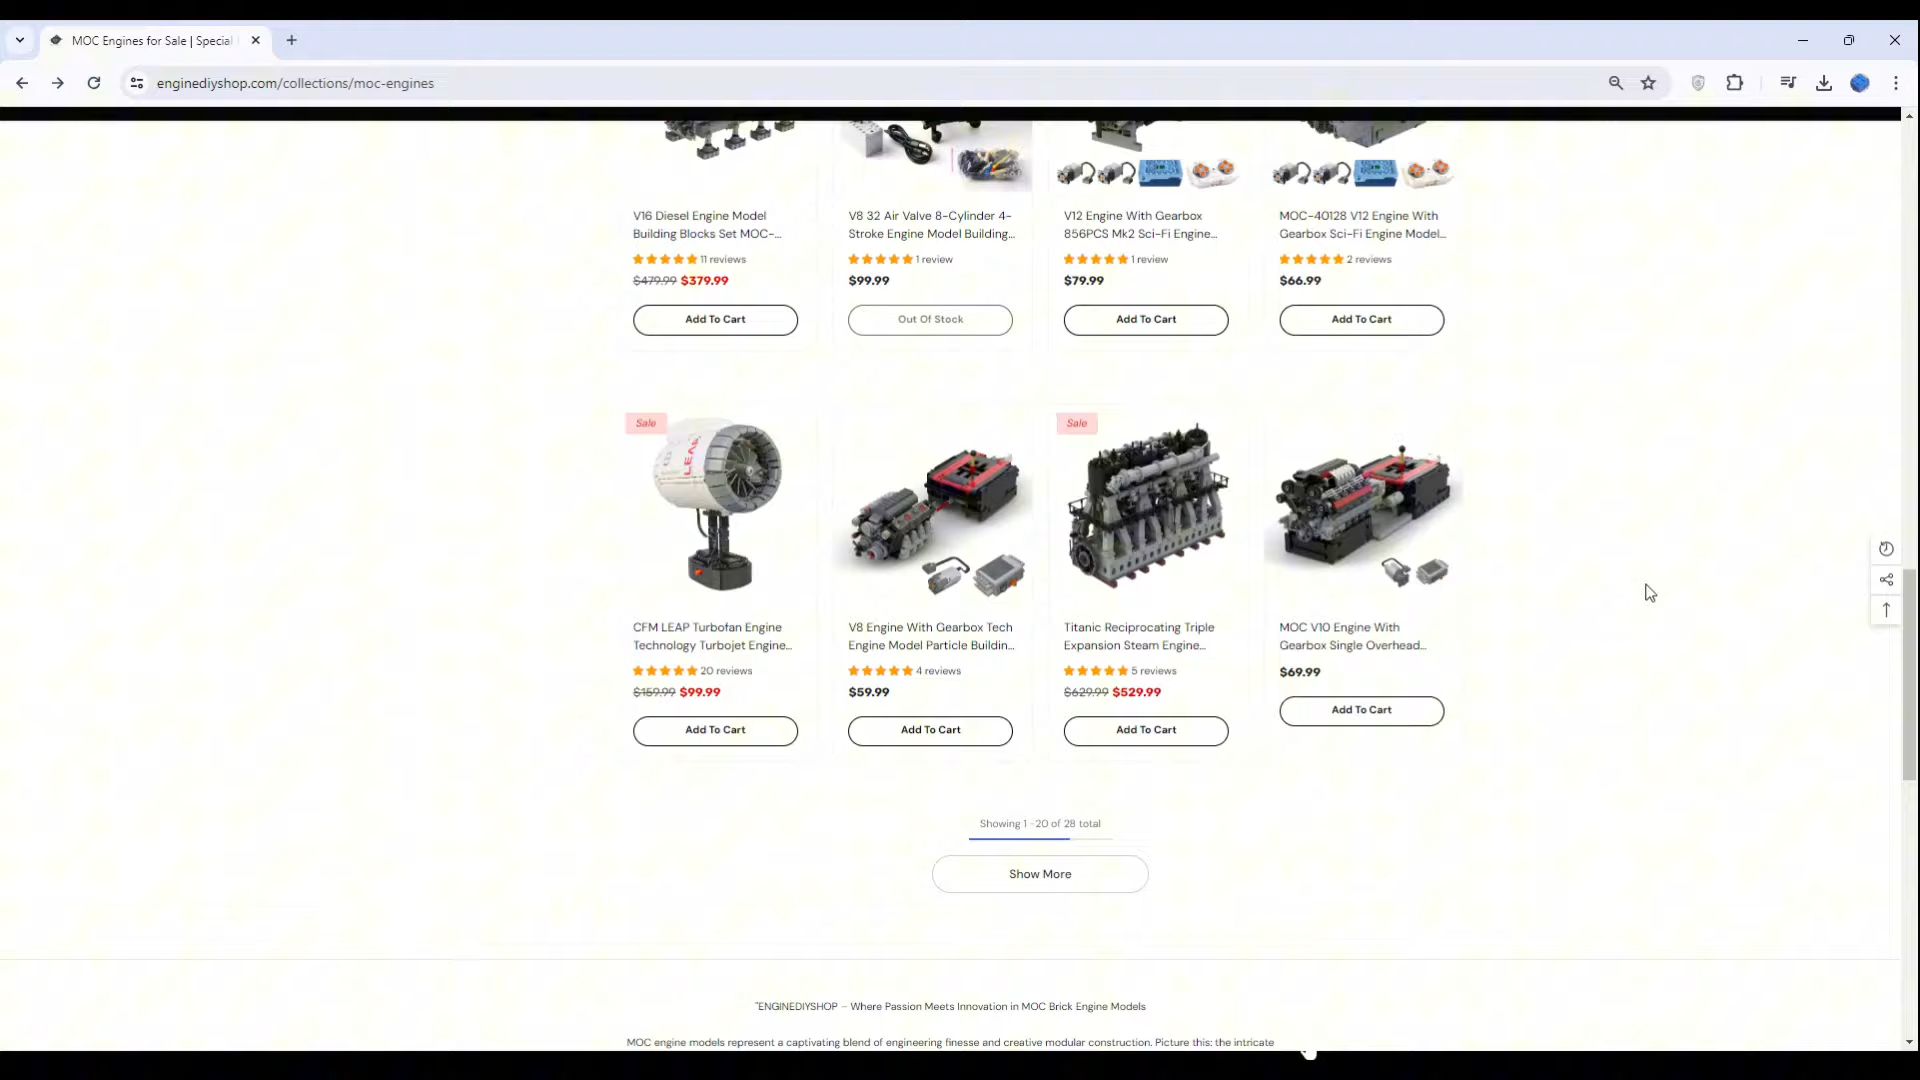 MOC Engines for Sale | Special
enginediyshop.com/collections/moc-engines
V16 Diesel Engine Model
Building Blocks Set MOC-...
11 reviews
$479.99 $379.99
Add To Cart
V8 32 Air Valve 8-Cylinder 4-
Stroke Engine Model Building...
1 review
$99.99
Out Of Stock
V12 Engine With Gearbox
856PCS Mk2 Sci-Fi Engine...
1 review
$79.99
Add To Cart
MOC-40128 V12 Engine With
Gearbox Sci-Fi Engine Model...
2 reviews
$66.99
Add To Cart
Sale
LEAP
CFM LEAP Turbofan Engine
Technology Turbojet Engine...
20 reviews
$159.99 $99.99
Add To Cart
V8 Engine With Gearbox Tech
Engine Model Particle Buildin...
4 reviews
$59.99
Add To Cart
Sale
Titanic Reciprocating Triple
Expansion Steam Engine...
5 reviews
$629.99 $529.99
Add To Cart
MOC V10 Engine With
Gearbox Single Overhead...
$69.99
Add To Cart
Showing 1 -20 of 28 total
Show More
"ENGINEDIYSHOP – Where Passion Meets Innovation in MOC Brick Engine Models
MOC engine models represent a captivating blend of engineering finesse and creative modular construction. Picture this: the intricate